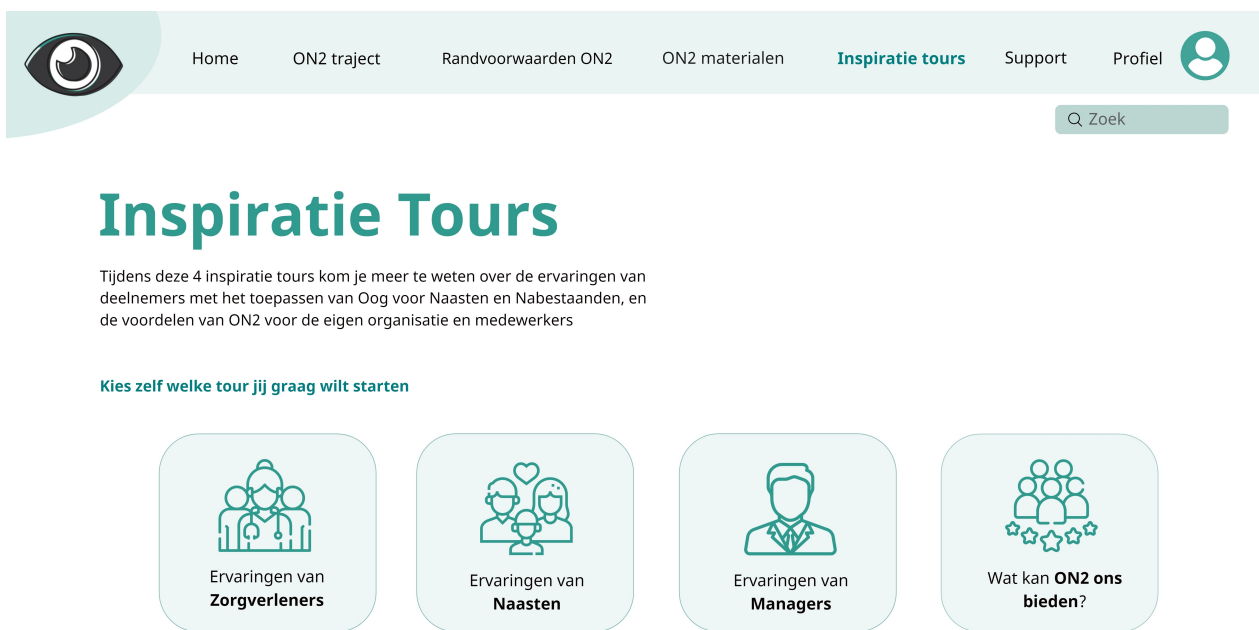 Home
ON2 traject
Randvoorwaarden ON2
ON2 materialen
Inspiratie tours
Support
Profiel
Zoek
Inspiratie Tours
Tijdens deze 4 inspiratie tours kom je meer te weten over de ervaringen van
deelnemers met het toepassen van Oog voor Naasten en Nabestaanden, en
de voordelen van ON2 voor de eigen organisatie en medewerkers
Kies zelf welke tour jij graag wilt starten
Ervaringen van
Zorgverleners
Ervaringen van
Naasten
Ervaringen van
Managers
Wat kan ON2 ons
bieden?